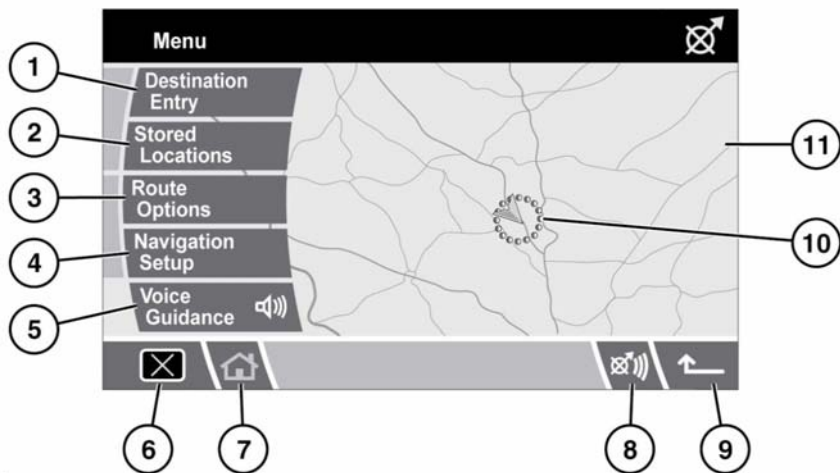 Menu
Destination
Entry
Stored
Locations
Route
Options
Navigation
Setup
Voice
Guidance
1
2
3
4
5
6
7
8
9
10
11